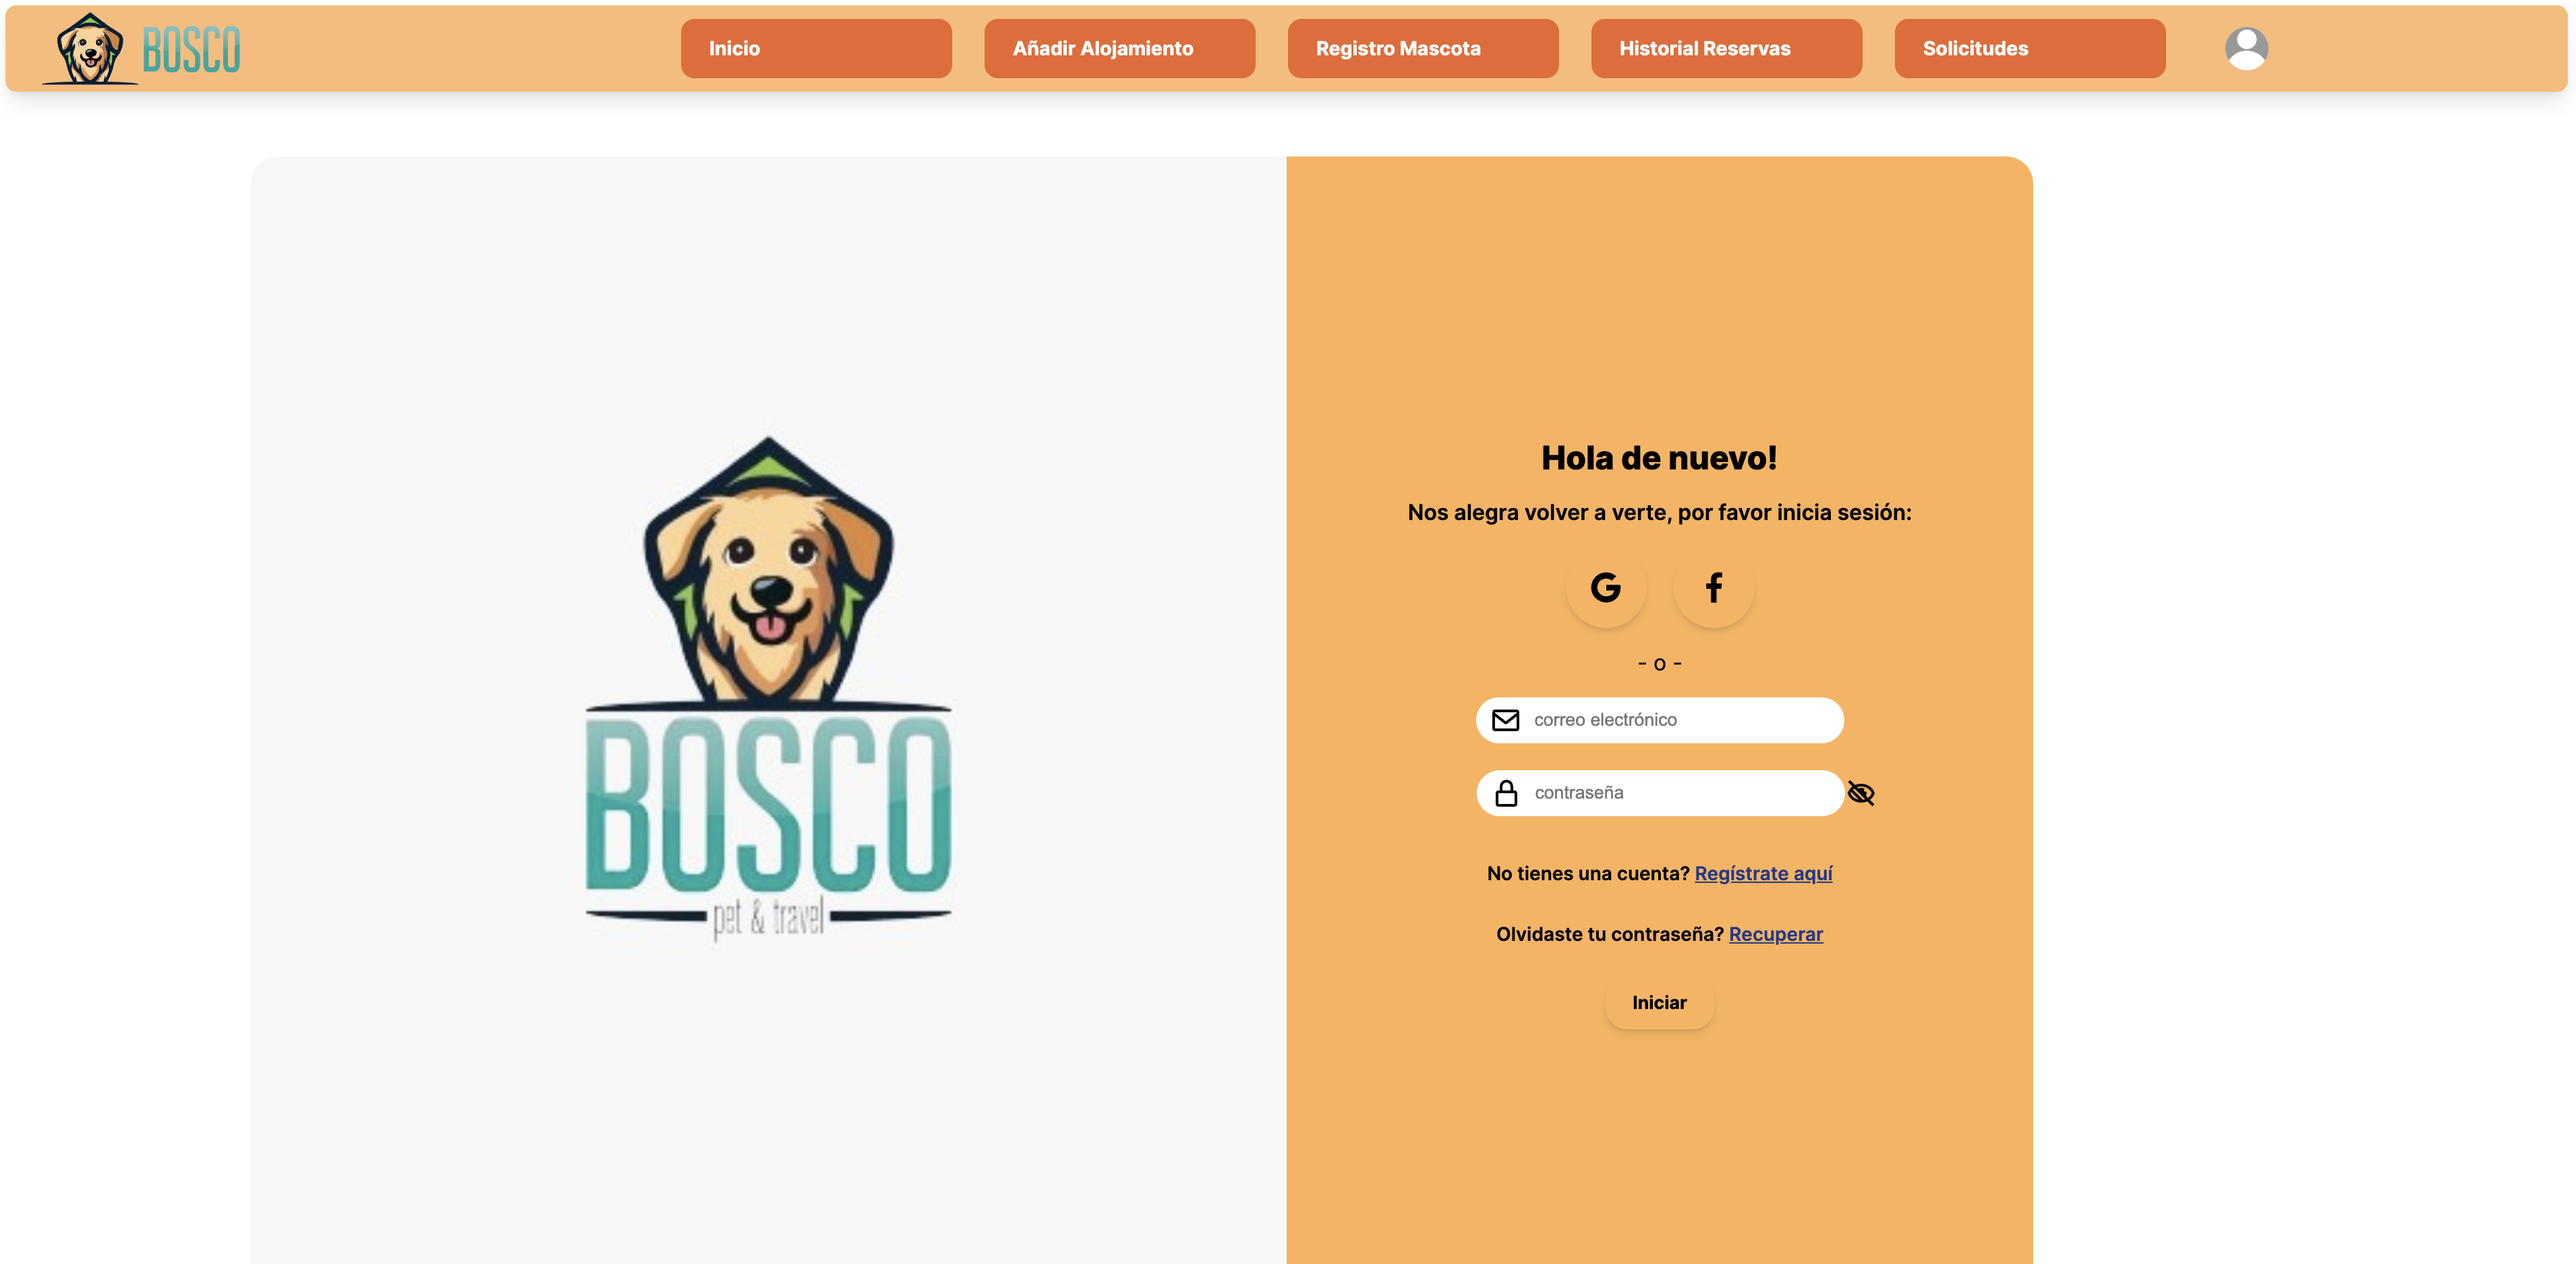 BOSCO
Inicio
Añadir Alojamiento
Registro Mascota
Historial Reservas
Solicitudes
BOSCO
pet & travel
Hola de nuevo!
Nos alegra volver a verte, por favor inicia sesión:
G f
- o -
correo electrónico
contraseña
No tienes una cuenta? Regístrate aquí
Olvidaste tu contraseña? Recuperar
Iniciar